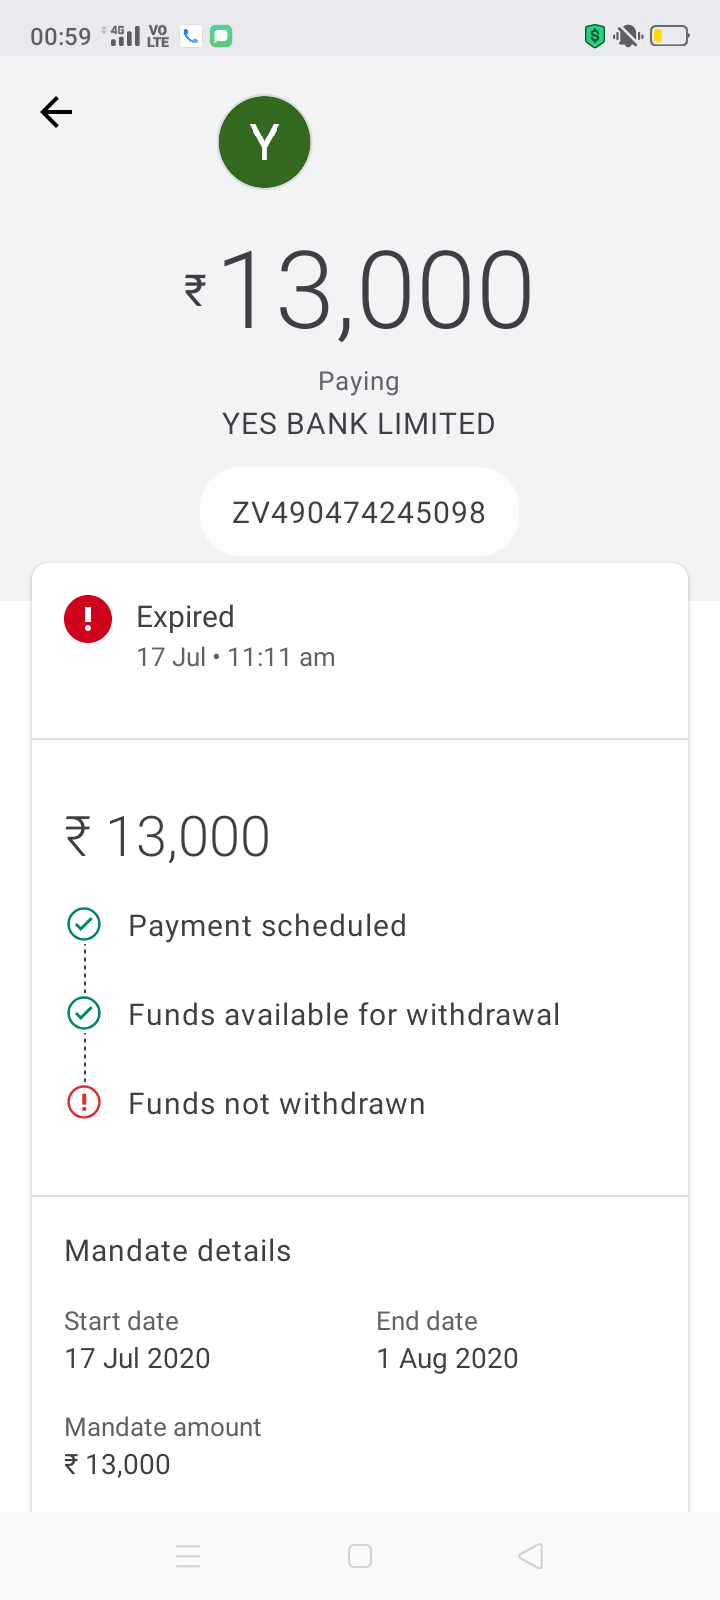 00:59 4G VO LTE
Y
₹13,000
Paying
YES BANK LIMITED
ZV490474245098
Expired
17 Jul • 11:11 am
₹ 13,000
Payment scheduled
Funds available for withdrawal
Funds not withdrawn
Mandate details
Start date End date
17 Jul 2020 1 Aug 2020
Mandate amount
₹ 13,000